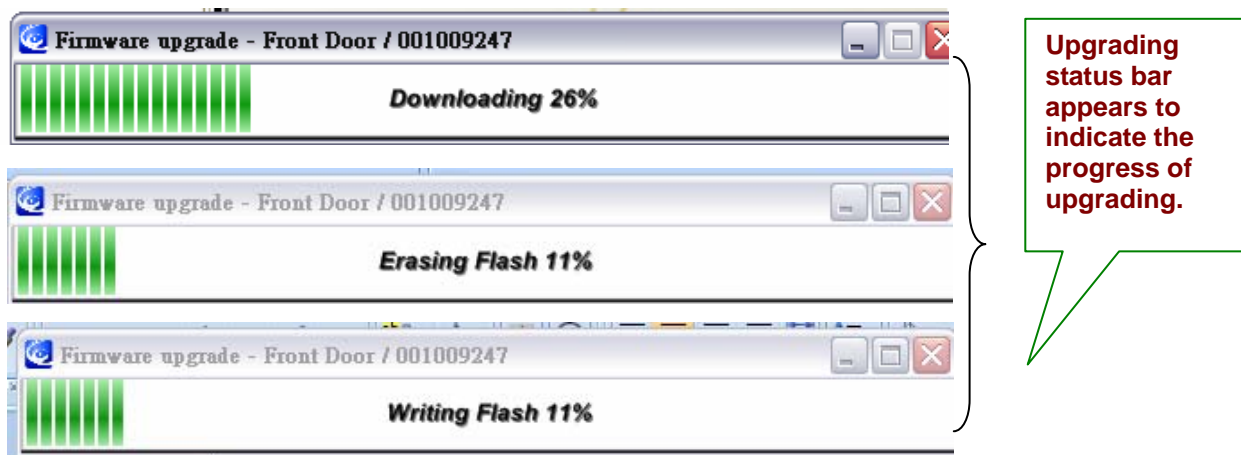 Firmware upgrade - Front Door / 001009247
Downloading 26%
Firmware upgrade - Front Door / 001009247
Erasing Flash 11%
Firmware upgrade - Front Door / 001009247
Writing Flash 11%
Upgrading
status bar
appears to
indicate the
progress of
upgrading.